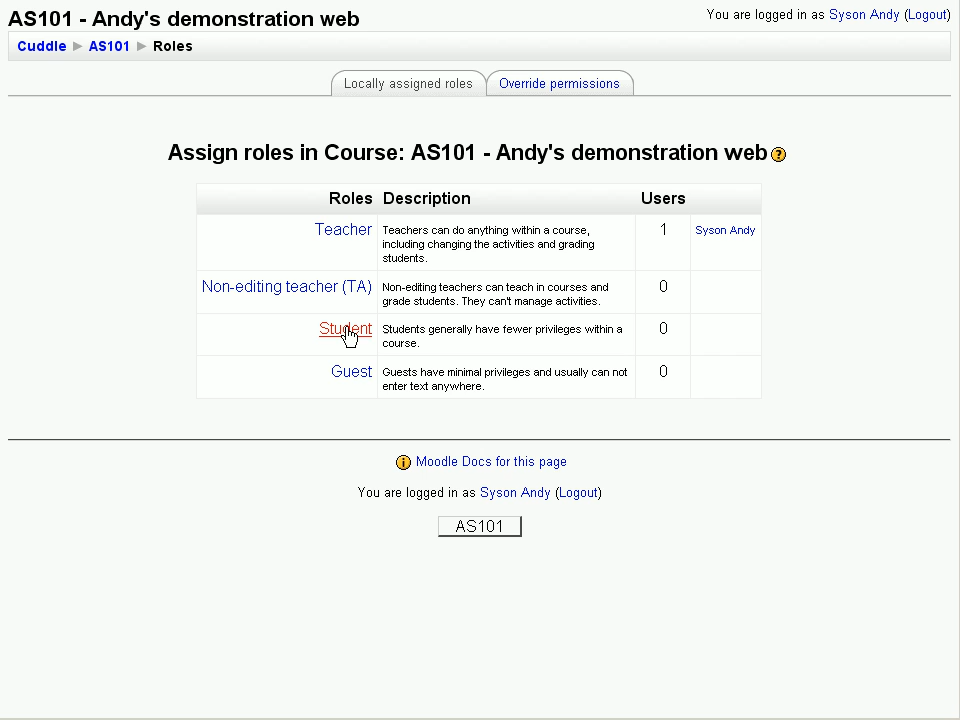 AS101 - Andy's demonstration web
You are logged in as Syson Andy (Logout)
Cuddle ► AS101 ► Roles
Locally assigned roles
Override permissions
Assign roles in Course: AS101 - Andy's demonstration web
Roles Description Users
Teacher Teachers can do anything within a course, 1 Syson Andy
including changing the activities and grading
students.
Non-editing teacher (TA) Non-editing teachers can teach in courses and 0
grade students. They can't manage activities.
Student Students generally have fewer privileges within a 0
course.
Guest Guests have minimal privileges and usually can not 0
enter text anywhere.
Moodle Docs for this page
You are logged in as Syson Andy (Logout)
AS101